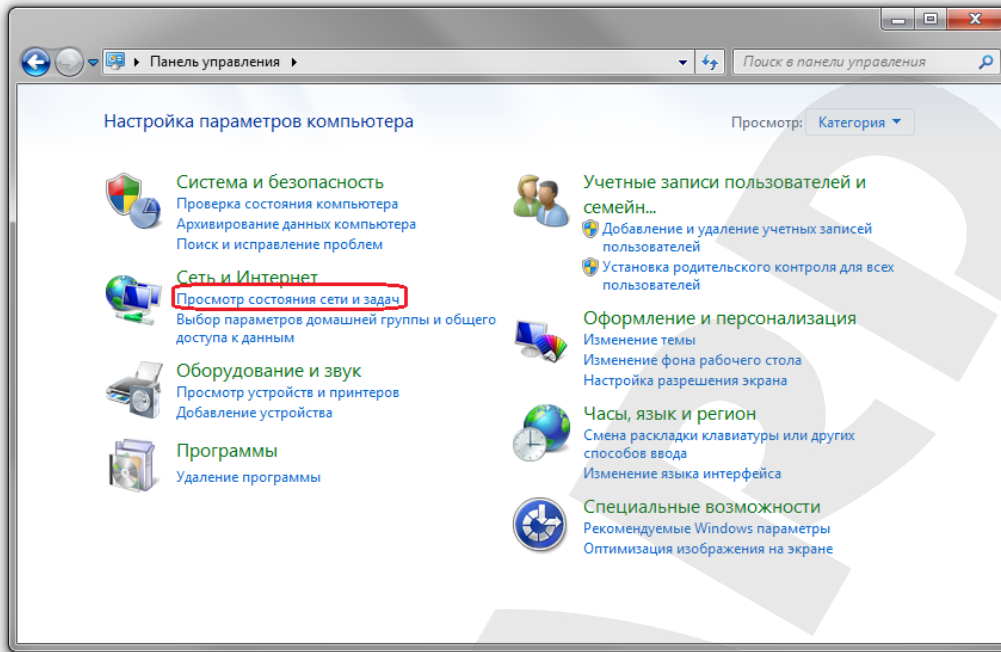 Панель управления
Поиск в панели управления
Настройка параметров компьютера
Просмотр: Категория
Система и безопасность
Проверка состояния компьютера
Архивирование данных компьютера
Поиск и исправление проблем
Сеть и Интернет
Просмотр состояния сети и задач
Выбор параметров домашней группы и общего
доступа к данным
Оборудование и звук
Просмотр устройств и принтеров
Добавление устройства
Программы
Удаление программы
Учетные записи пользователей и
семейн...
Добавление и удаление учетных записей
пользователей
Установка родительского контроля для всех
пользователей
Оформление и персонализация
Изменение темы
Изменение фона рабочего стола
Настройка разрешения экрана
Часы, язык и регион
Смена раскладки клавиатуры или других
способов ввода
Изменение языка интерфейса
Специальные возможности
Рекомендуемые Windows параметры
Оптимизация изображения на экране